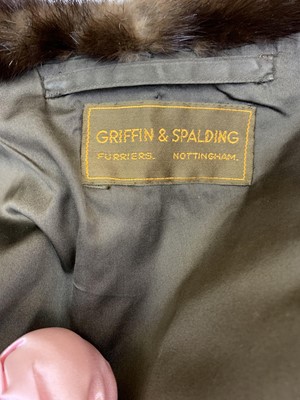 GRIFFIN & SPALDING
FURRIERS. NOTTINGHAM.